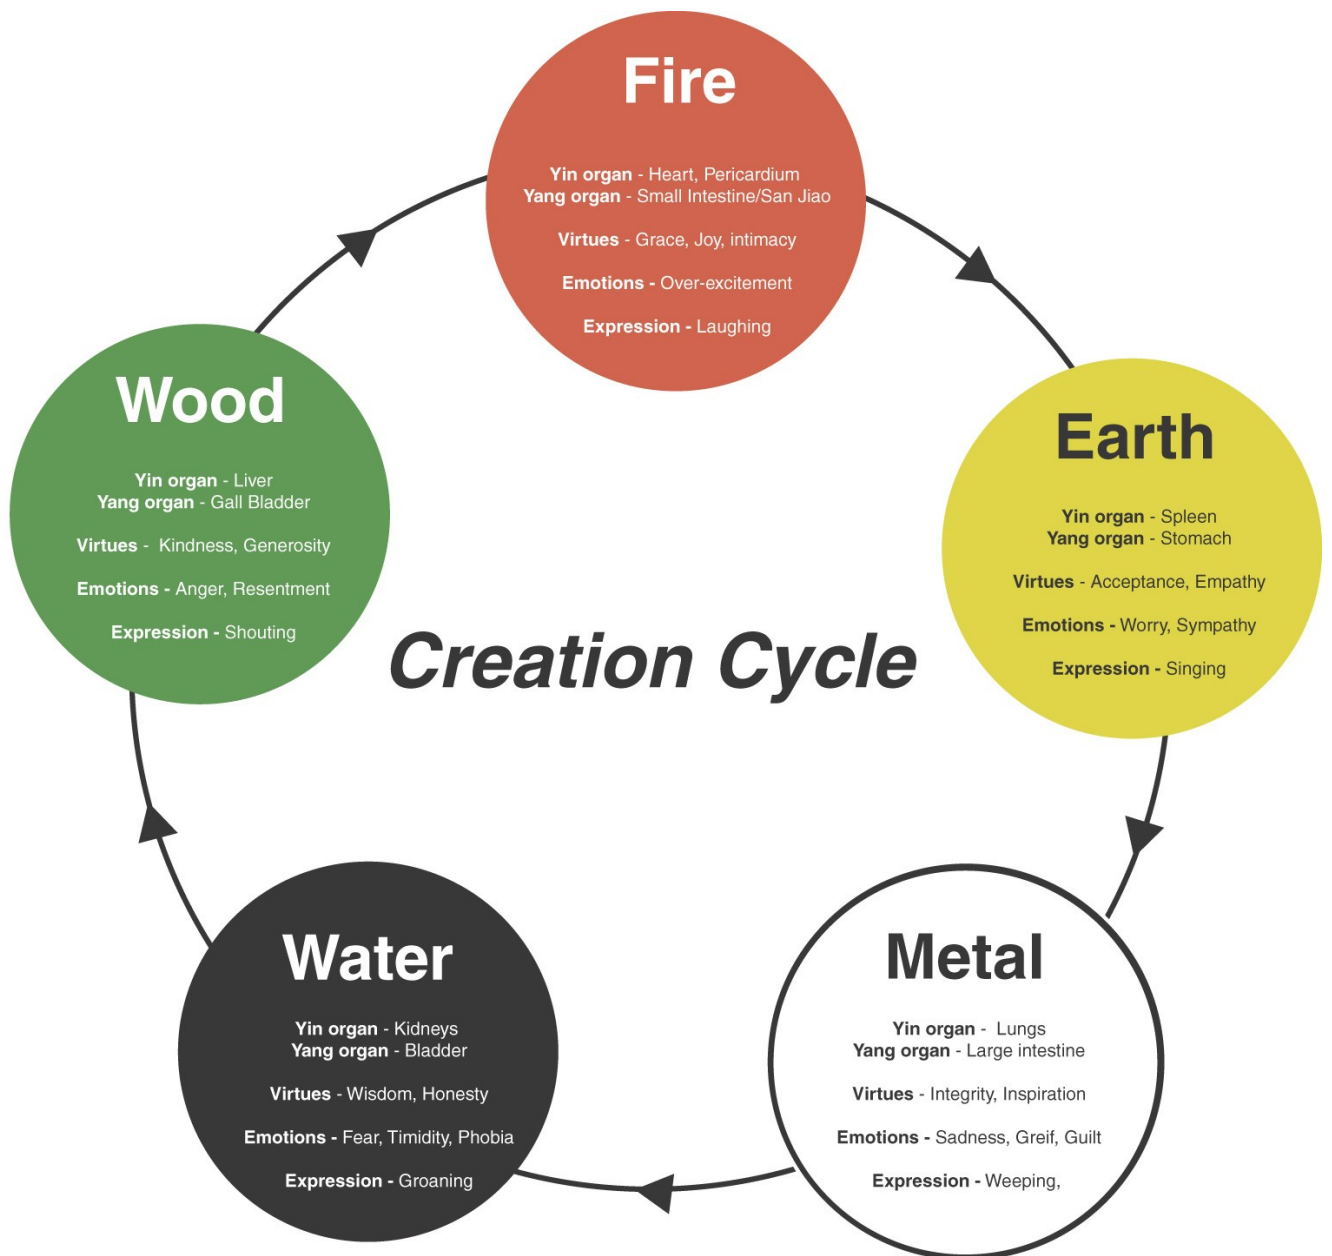 Fire
Yin organ - Heart, Pericardium
Yang organ - Small Intestine/San Jiao
Virtues - Grace, Joy, intimacy
Emotions - Over-excitement
Expression - Laughing
Wood
Yin organ - Liver
Yang organ - Gall Bladder
Virtues - Kindness, Generosity
Emotions - Anger, Resentment
Expression - Shouting
Earth
Yin organ - Spleen
Yang organ - Stomach
Virtues - Acceptance, Empathy
Emotions - Worry, Sympathy
Expression - Singing
Creation Cycle
Water
Yin organ - Kidneys
Yang organ - Bladder
Virtues - Wisdom, Honesty
Emotions - Fear, Timidity, Phobia
Expression - Groaning
Metal
Yin organ - Lungs
Yang organ - Large intestine
Virtues - Integrity, Inspiration
Emotions - Sadness, Greif, Guilt
Expression - Weeping,